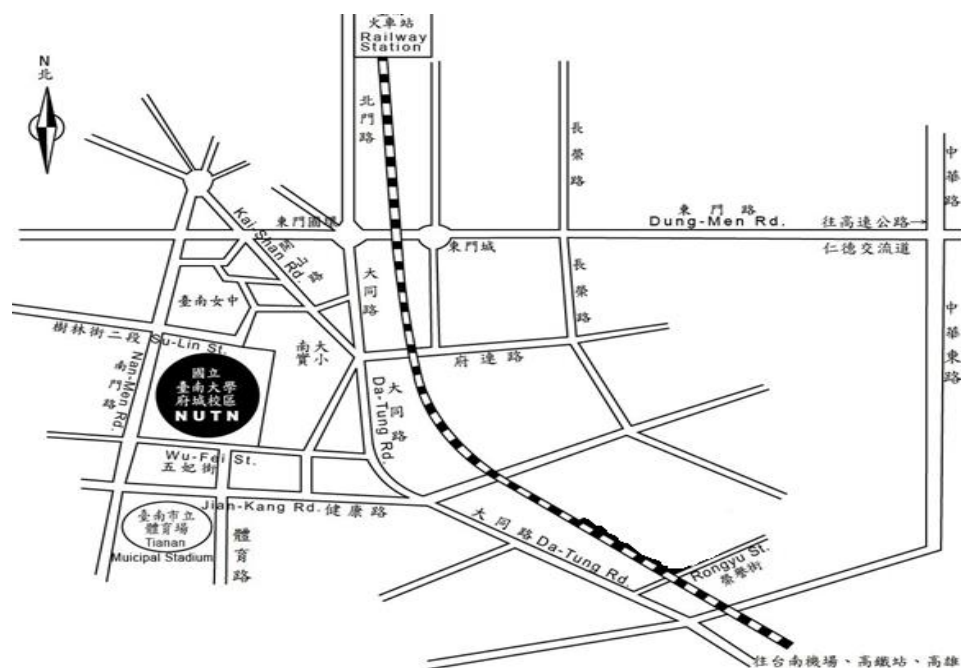 火車站
Railway
Station
N
北
北門路
長榮路
中華路
東門路
Dung-Men Rd.
往高速公路→
東門圓環
東門城
仁德交流道
Kai-Shan Rd.
開山路
大同路
長榮路
中華東路
臺南女中
樹林街二段
Su-Lin St.
南大
實小
府連路
Nan-Men Rd.
南門路
國立
臺南大學
府城校區
NUTN
大同路
Da-Tung Rd.
Wu-Fei St.
五妃街
Jian-Kang Rd. 健康路
臺南市立
體育場
Tianan
Muicipal Stadium
體育路
大同路 Da-Tung Rd.
Rongyu St.
榮譽街
往台南機場、高鐵站、高雄